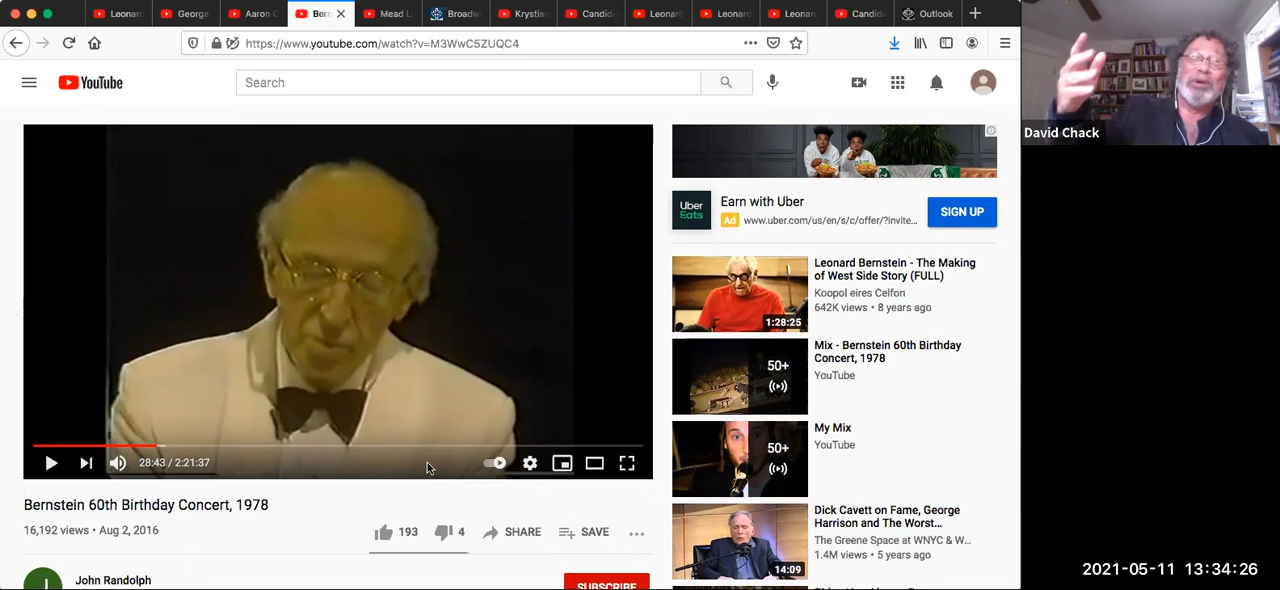 Leonard
George
Aaron C
Bern
Mead L
Broadw
Krystia
Candid
Leonard
Leonard
Leonard
Candid
Outlook
https://www.youtube.com/watch?v=M3WwC5ZUQC4
YouTube
Search
David Chack
Uber
Eats
Earn with Uber
Ad www.uber.com/us/en/s/c/offer/?invite...
SIGN UP
Leonard Bernstein - The Making
of West Side Story (FULL)
Koopol eires Celfon
642K views • 8 years ago
1:28:25
Mix - Bernstein 60th Birthday
Concert, 1978
YouTube
50+
My Mix
YouTube
50+
Dick Cavett on Fame, George
Harrison and The Worst...
The Greene Space at WNYC & W...
1.4M views • 5 years ago
14:09
28:43 / 2:21:37
Bernstein 60th Birthday Concert, 1978
16,192 views • Aug 2, 2016
193
4
SHARE
SAVE
John Randolph
SUBSCRIBE
2021-05-11 13:34:26